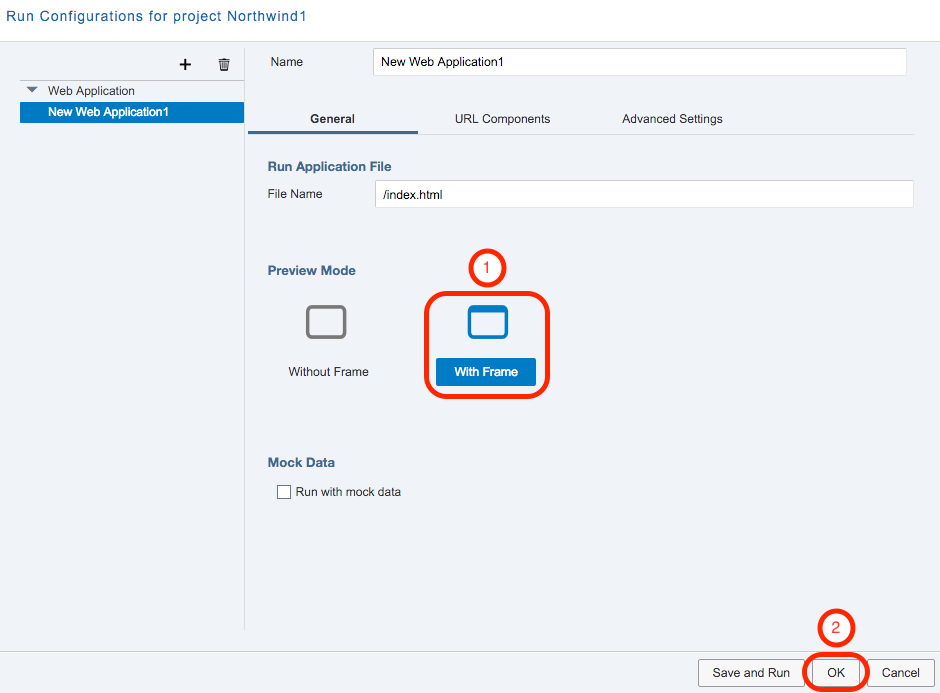 Run Configurations for project Northwind1
Name
New Web Application1
Web Application
New Web Application1
General
URL Components
Advanced Settings
Run Application File
File Name
/index.html
Preview Mode
1
Without Frame
With Frame
Mock Data
Run with mock data
2
Save and Run
OK
Cancel